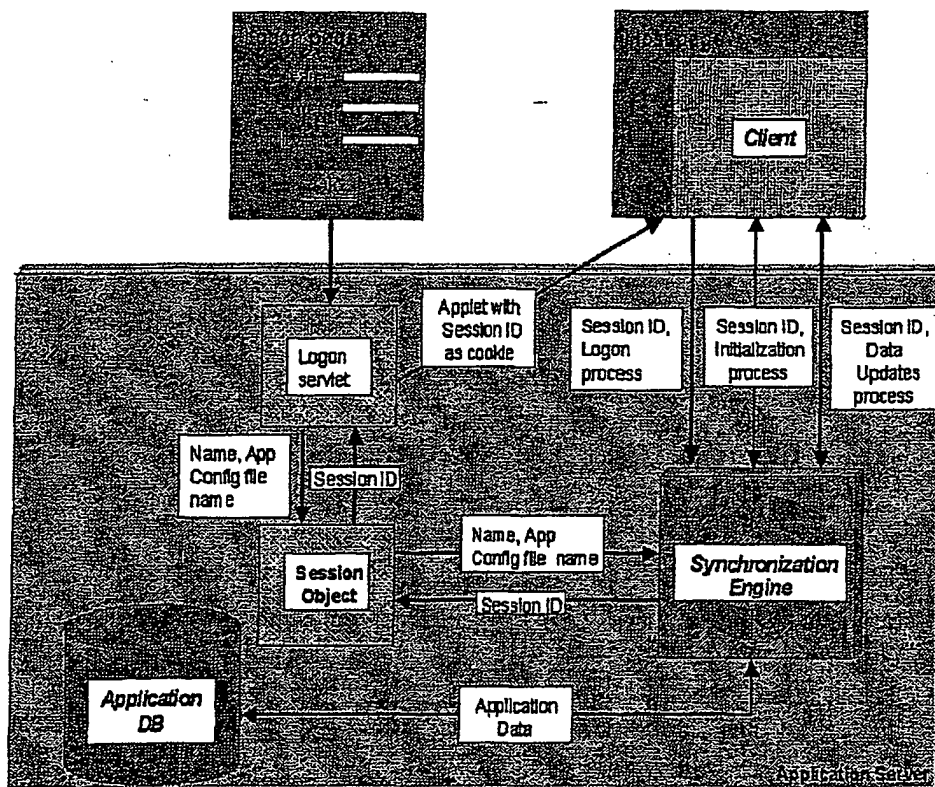 Client
Applet with
Session ID
as cookie
Session ID,
Logon
process
Session ID,
Initialization
process
Session ID,
Data
Updates
process
Logon
servlet
Name, App
Config file
name
Session ID
Session
Object
Name, App
Config file name
Session ID
Synchronization
Engine
Application
DB
Application
Data
Application Server